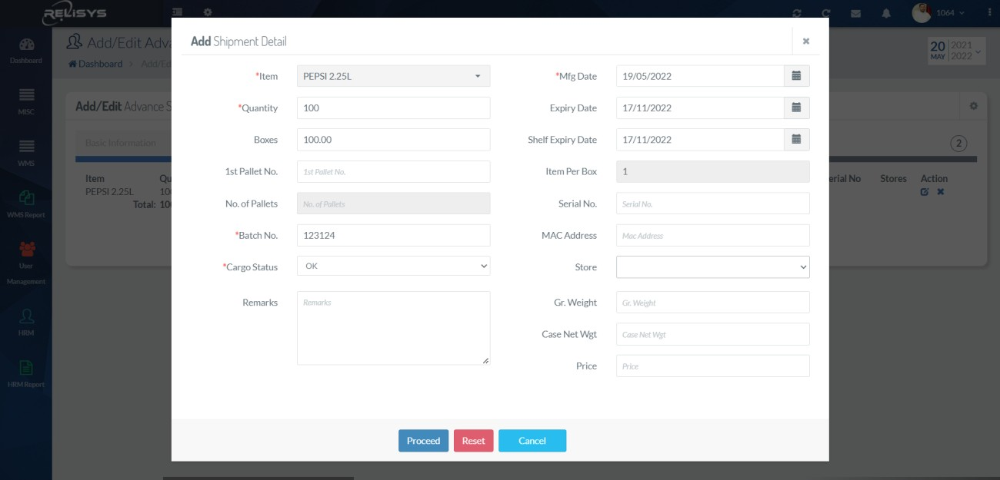 RELISYS
1064
Dashboard
MISC
WMS
WMS Report
User
Management
HRM
HRM Report
Add/Edit Adva
Dashboard > Add/Ed
20 MAY
2021
2022
Add/Edit Advance S
Basic Information
2
Item Qu
PEPSI 2.25L 10
Total: 10
erial No Stores Action
Add Shipment Detail
*Item PEPSI 2.25L
*Quantity 100
Boxes 100.00
1st Pallet No. 1st Pallet No.
No. of Pallets No. of Pallets
*Batch No. 123124
*Cargo Status OK
Remarks Remarks
*Mfg Date 19/05/2022
Expiry Date 17/11/2022
Shelf Expiry Date 17/11/2022
Item Per Box 1
Serial No. Serial No.
MAC Address Mac Address
Store
Gr. Weight Gr. Weight
Case Net Wgt Case Net Wgt
Price Price
Proceed Reset Cancel